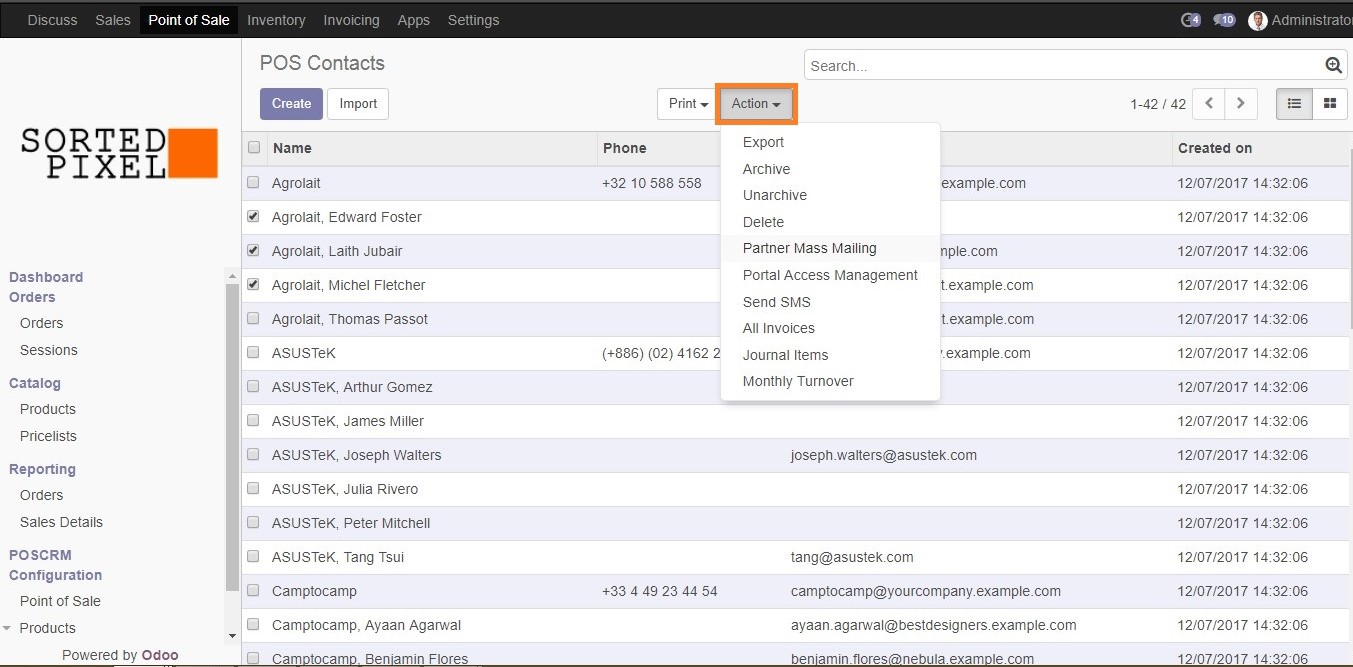 Discuss Sales Point of Sale Inventory Invoicing Apps Settings 4 10 Administrator
POS Contacts
Search...
Create Import Print Action 1-42 / 42
SORTED
PIXEL
Dashboard
Orders
Orders
Sessions
Catalog
Products
Pricelists
Reporting
Orders
Sales Details
POSCRM
Configuration
Point of Sale
Products
Powered by Odoo
Name Phone Created on
Agrolait +32 10 588 558 example.com 12/07/2017 14:32:06
Agrolait, Edward Foster 12/07/2017 14:32:06
Agrolait, Laith Jubair mple.com 12/07/2017 14:32:06
Agrolait, Michel Fletcher t.example.com 12/07/2017 14:32:06
Agrolait, Thomas Passot t.example.com 12/07/2017 14:32:06
ASUSTeK (+886) (02) 4162 2 .example.com 12/07/2017 14:32:06
ASUSTeK, Arthur Gomez 12/07/2017 14:32:06
ASUSTeK, James Miller 12/07/2017 14:32:06
ASUSTeK, Joseph Walters joseph.walters@asustek.com 12/07/2017 14:32:06
ASUSTeK, Julia Rivero 12/07/2017 14:32:06
ASUSTeK, Peter Mitchell 12/07/2017 14:32:06
ASUSTeK, Tang Tsui tang@asustek.com 12/07/2017 14:32:06
Camptocamp +33 4 49 23 44 54 camptocamp@yourcompany.example.com 12/07/2017 14:32:06
Camptocamp, Ayaan Agarwal ayaan.agarwal@bestdesigners.example.com 12/07/2017 14:32:06
Camptocamp, Benjamin Flores benjamin.flores@nebula.example.com 12/07/2017 14:32:06
Export
Archive
Unarchive
Delete
Partner Mass Mailing
Portal Access Management
Send SMS
All Invoices
Journal Items
Monthly Turnover